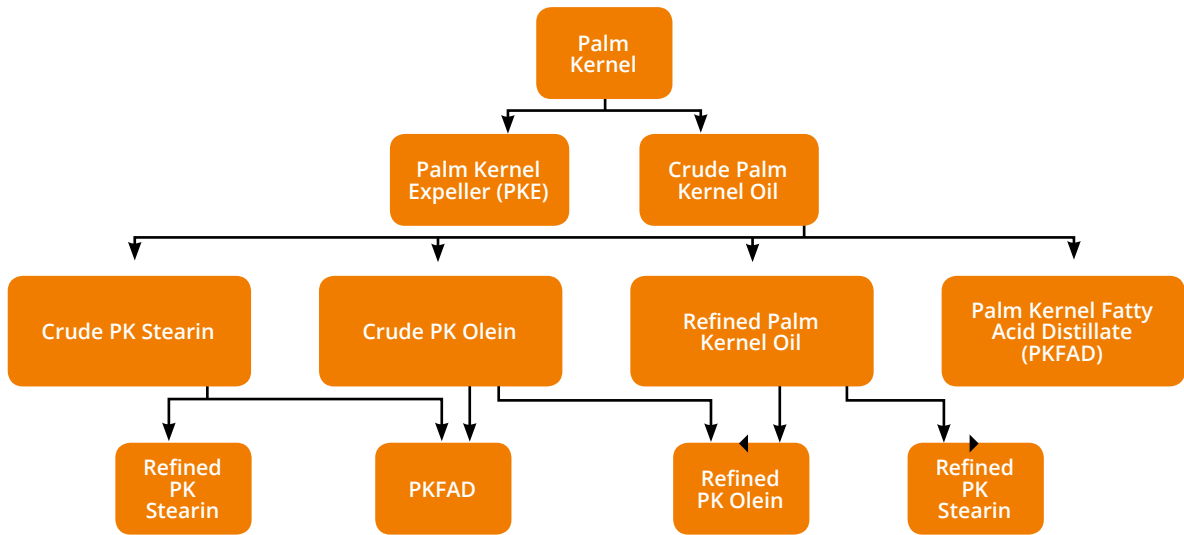 Palm
Kernel
Palm Kernel
Expeller (PKE)
Crude Palm
Kernel Oil
Crude PK Stearin
Crude PK Olein
Refined Palm
Kernel Oil
Palm Kernel Fatty
Acid Distillate
(PKFAD)
Refined
PK
Stearin
PKFAD
Refined
PK Olein
Refined
PK
Stearin